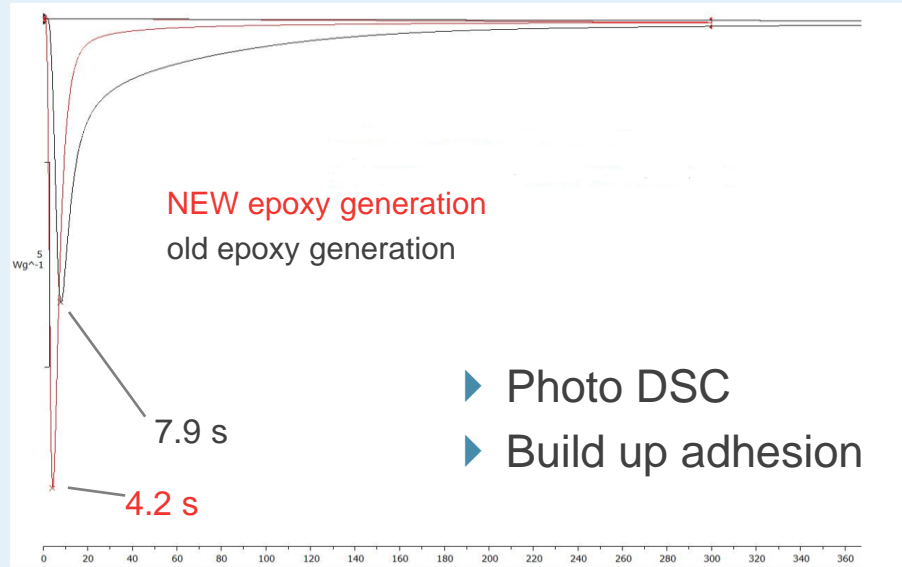 NEW epoxy generation
old epoxy generation
5
Wg^-1
7.9 s
4.2 s
Photo DSC
Build up adhesion
0 20 40 60 80 100 120 140 160 180 200 220 240 260 280 300 320 340 360